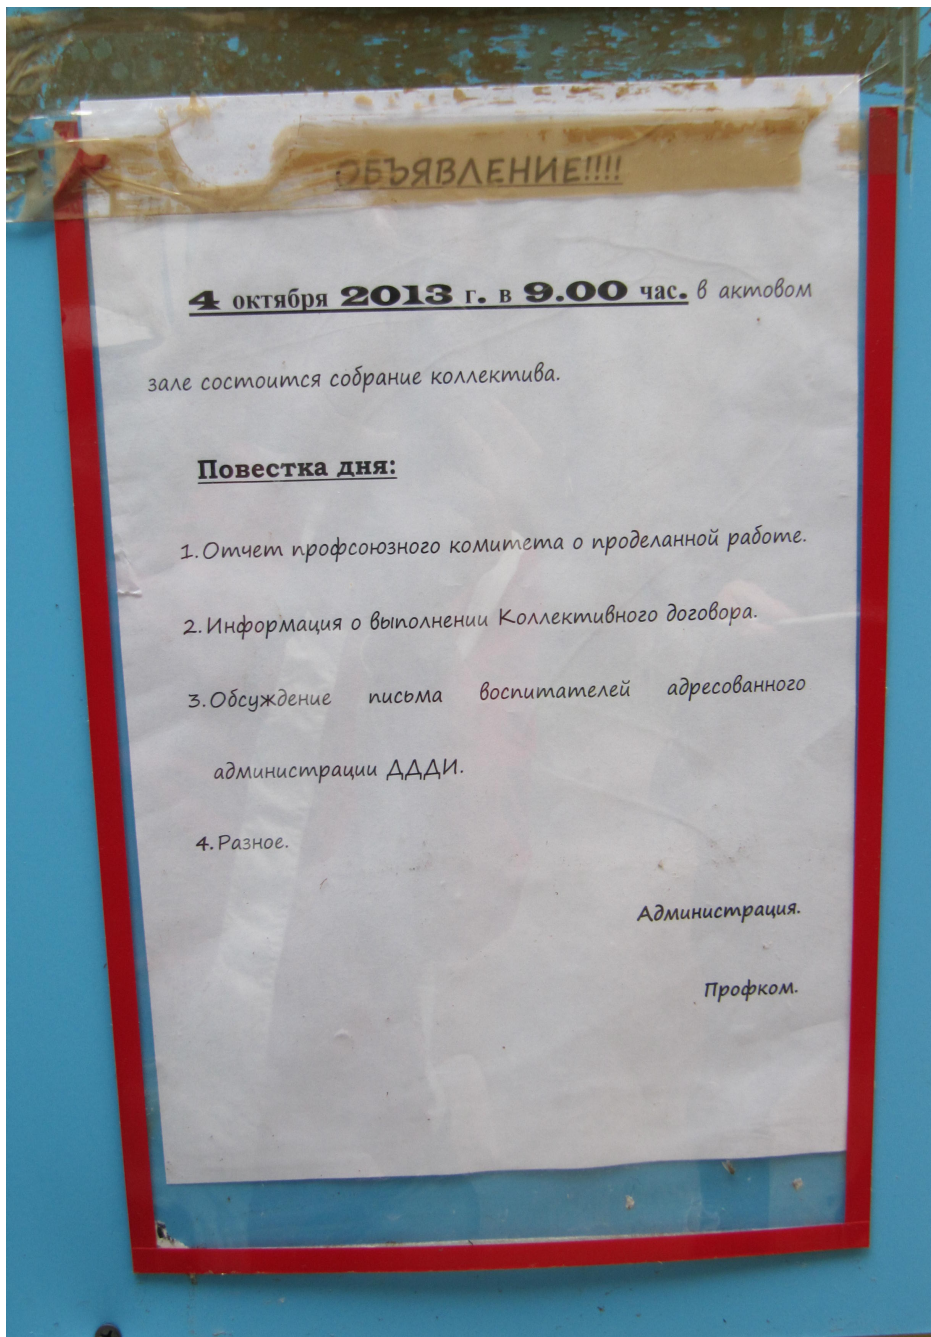 ОБЪЯВЛЕНИЕ!!!!
4 октября 2013 г. в 9.00 час. в актовом
зале состоится собрание коллектива.
Повестка дня:
1. Отчет профсоюзного комитета о проделанной работе.
2. Информация о выполнении Коллективного договора.
3. Обсуждение письма воспитателей адресованного
администрации ДДДИ.
4. Разное.
Администрация.
Профком.